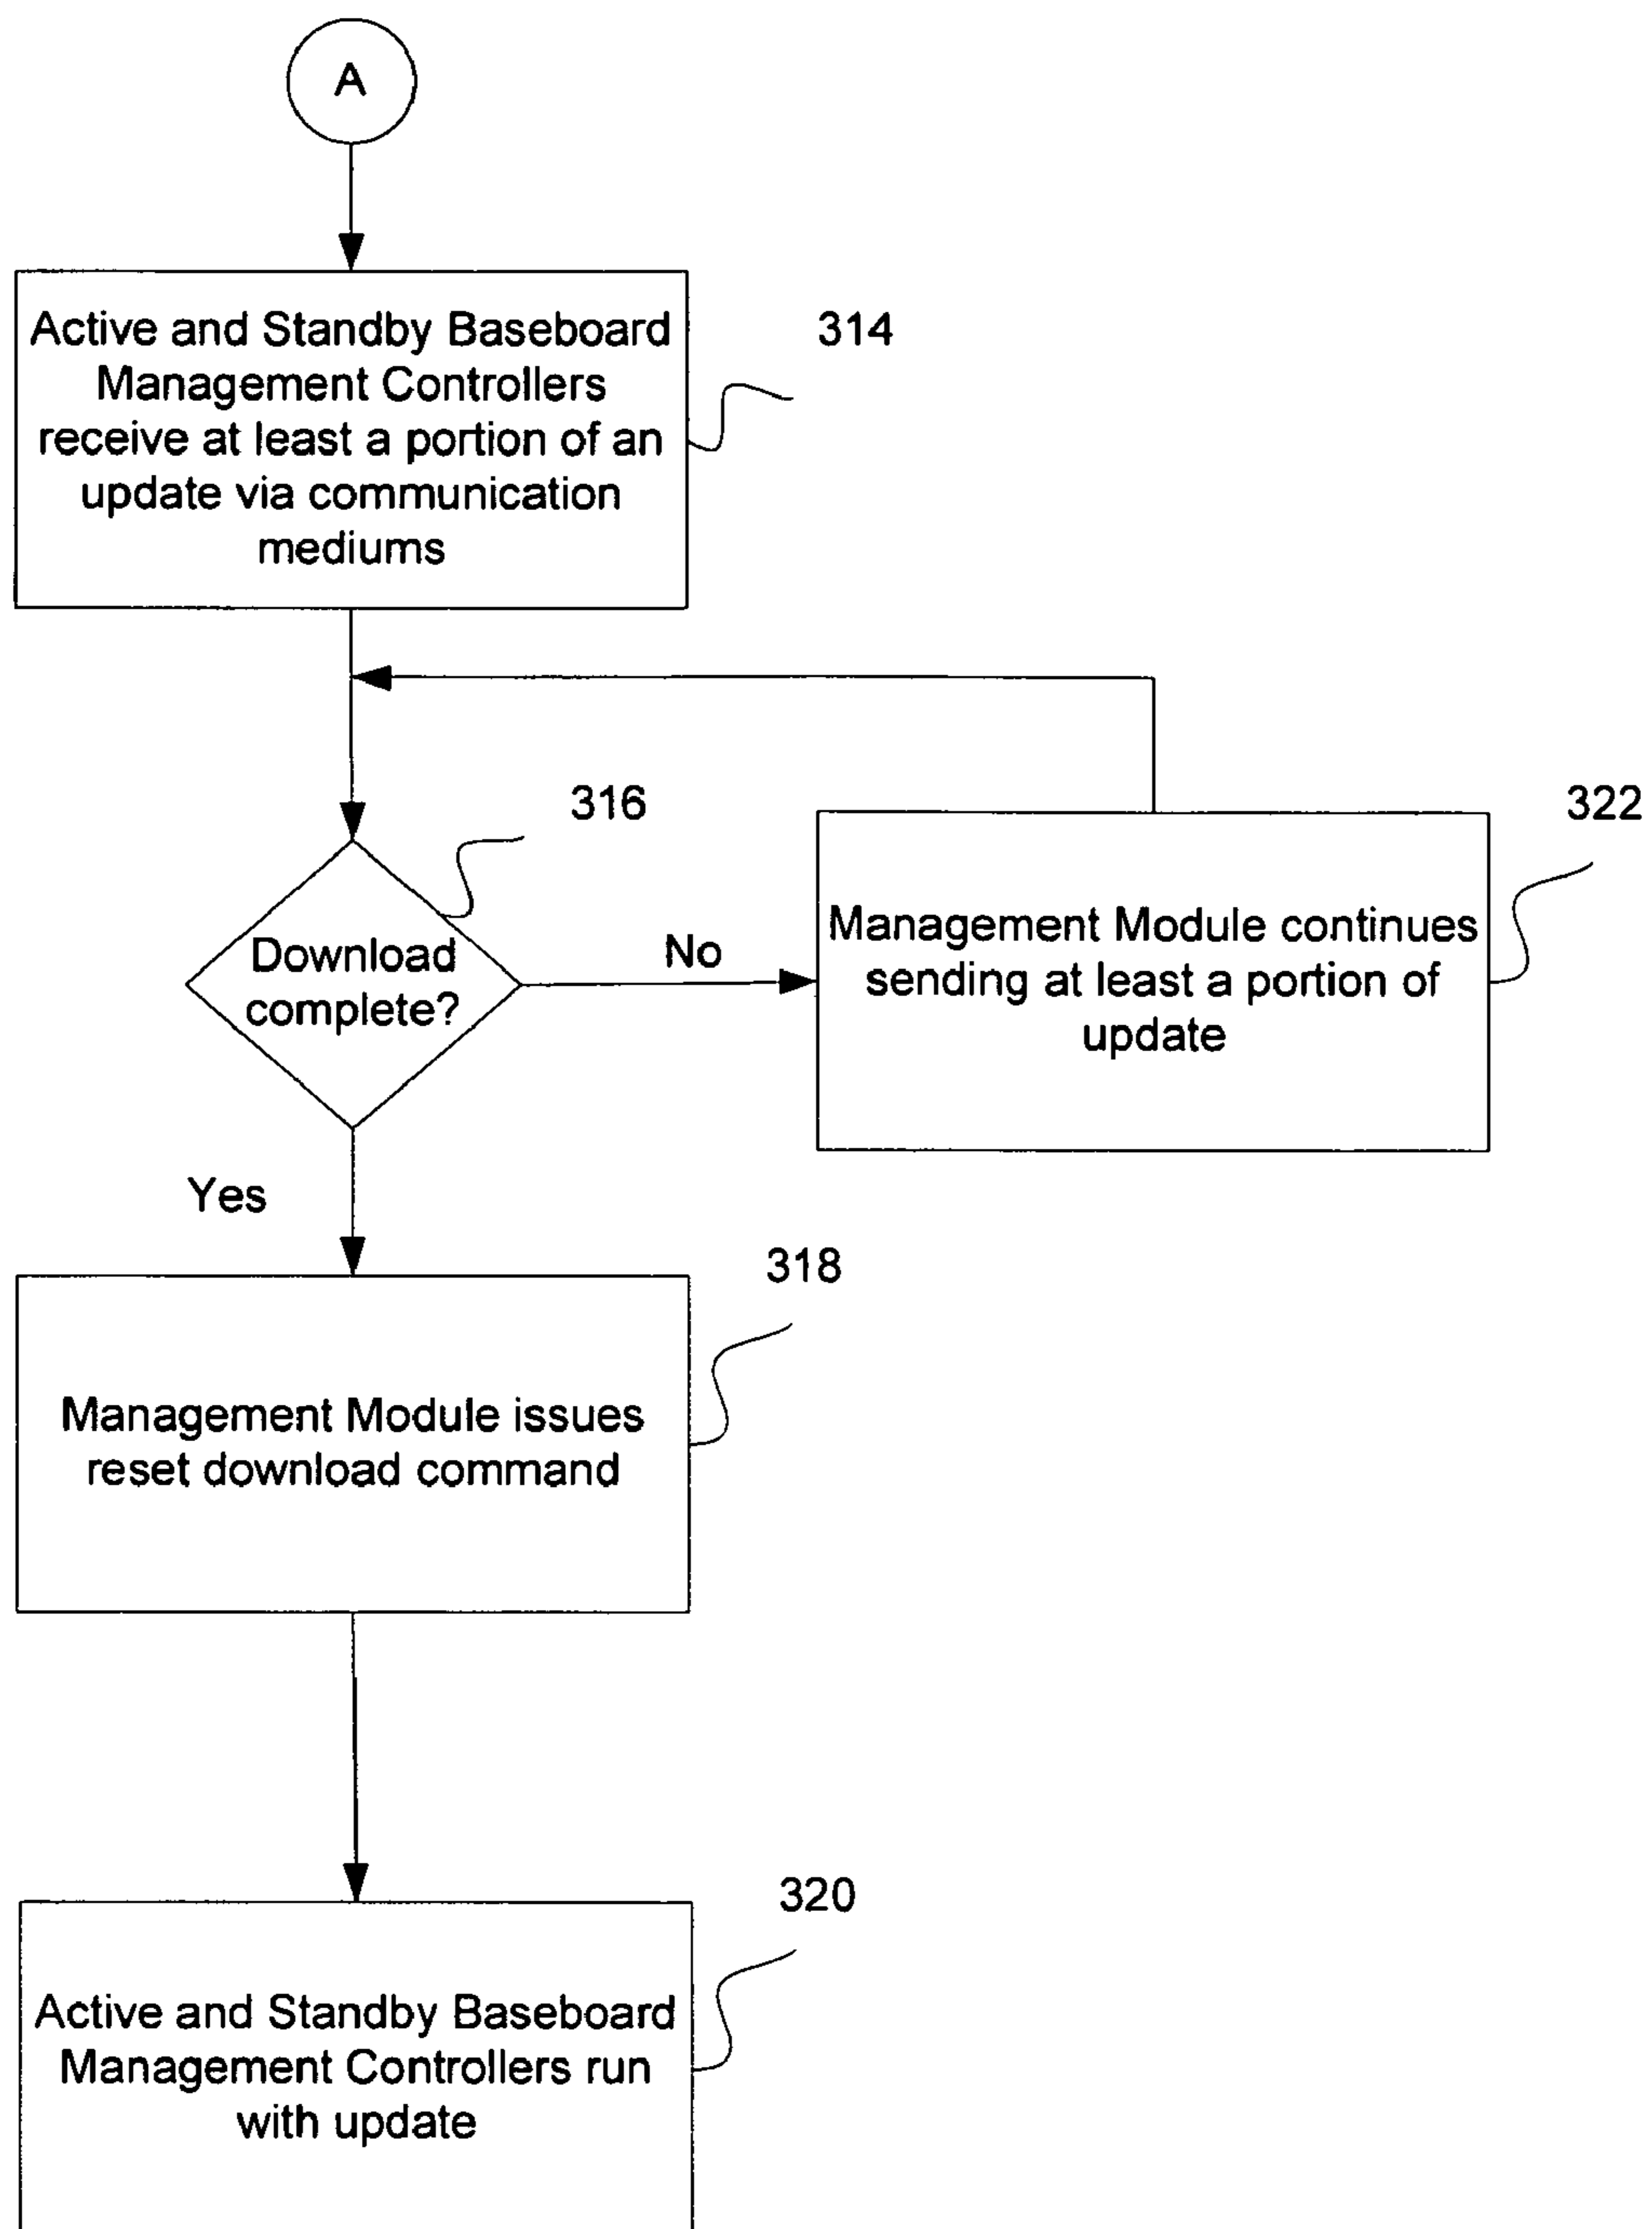 A
Active and Standby Baseboard
Management Controllers
receive at least a portion of an
update via communication
mediums
314
316
322
Download
complete?
No
Management Module continues
sending at least a portion of
update
Yes
318
Management Module issues
reset download command
320
Active and Standby Baseboard
Management Controllers run
with update